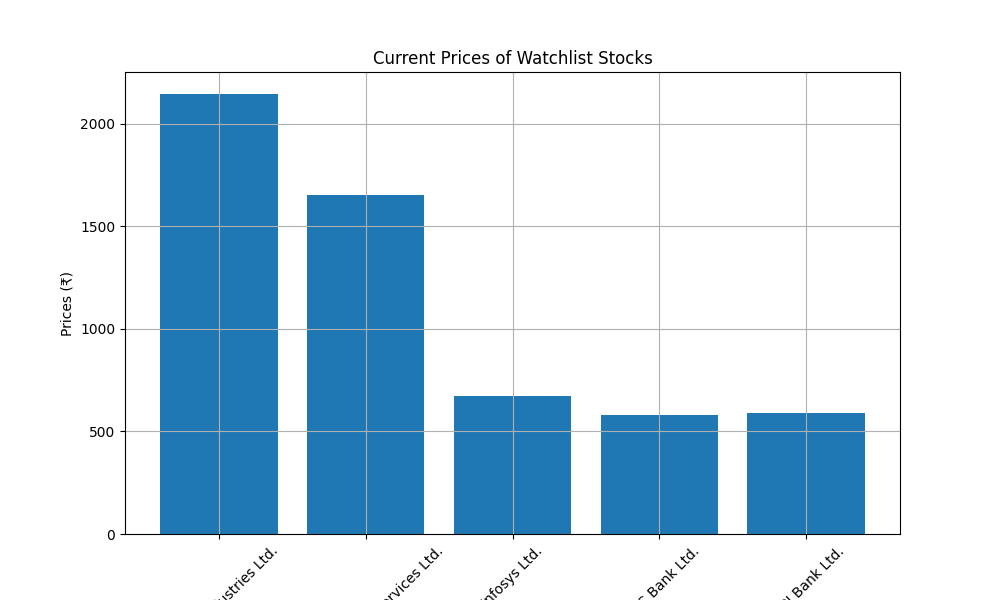 Current Prices of Watchlist Stocks
Prices (₹)
2000
1500
1000
500
0
Ltd.
Ltd.
Infosys Ltd.
Bank Ltd.
Bank Ltd.